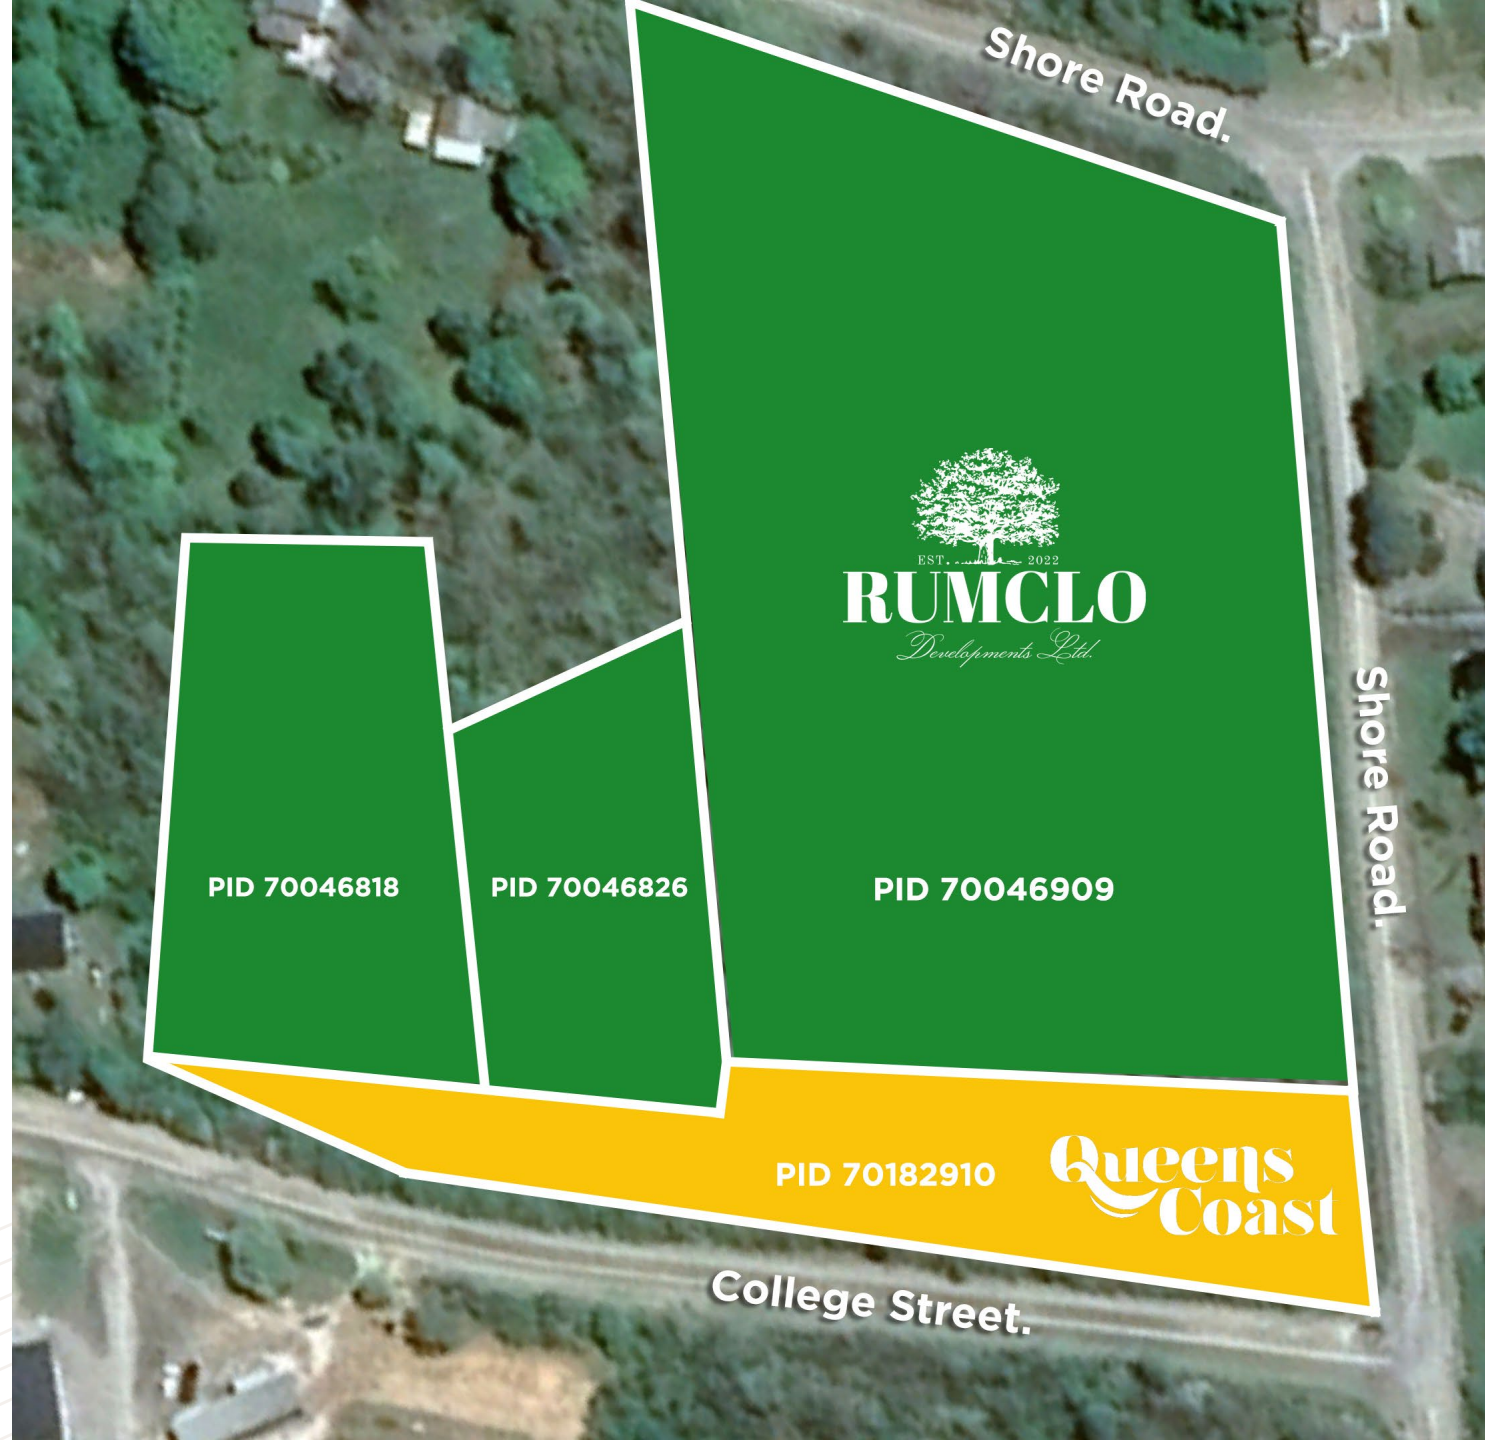 Shore Road.
EST. 2022
RUMCLO
Developments Ltd.
Shore Road.
PID 70046818
PID 70046826
PID 70046909
PID 70182910
Queens
Coast
College Street.